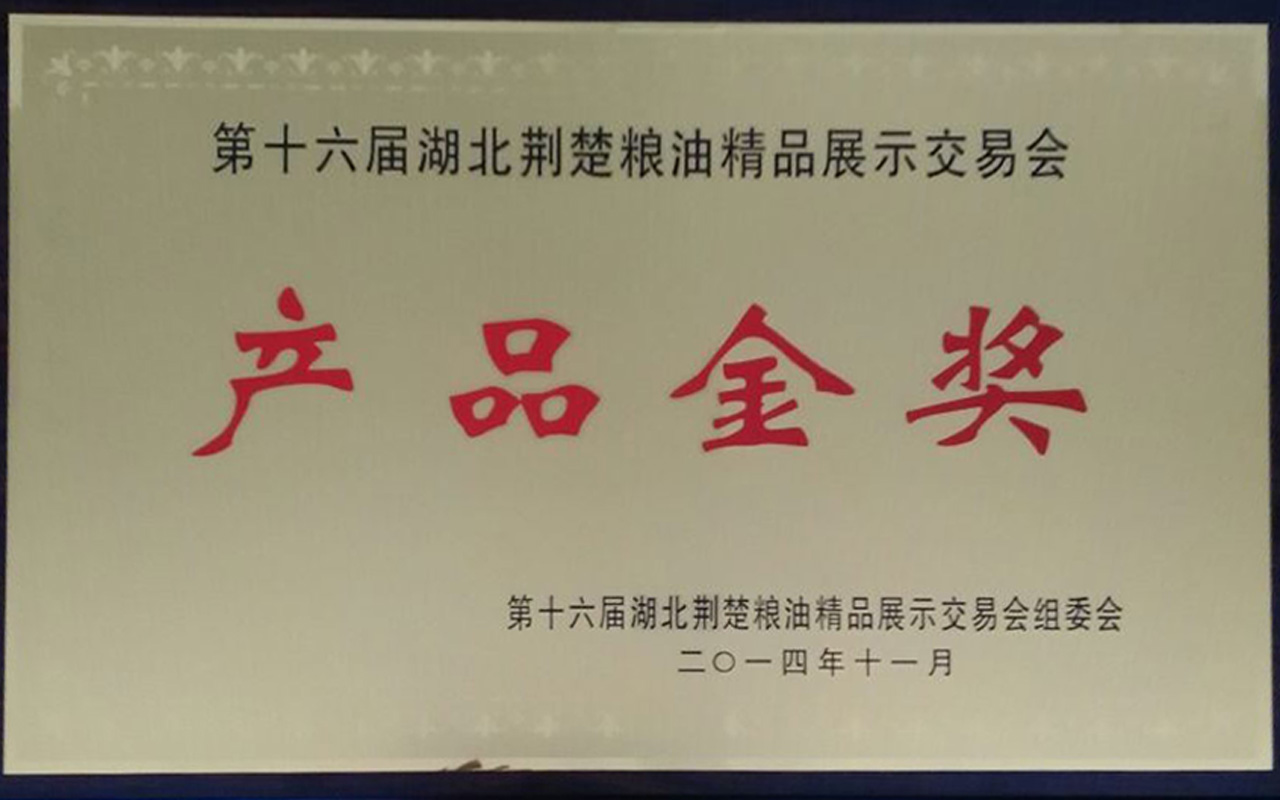 第十六届湖北荆楚粮油精品展示交易会
产品金奖
第十六届湖北荆楚粮油精品展示交易会组委会
二〇一四年十一月